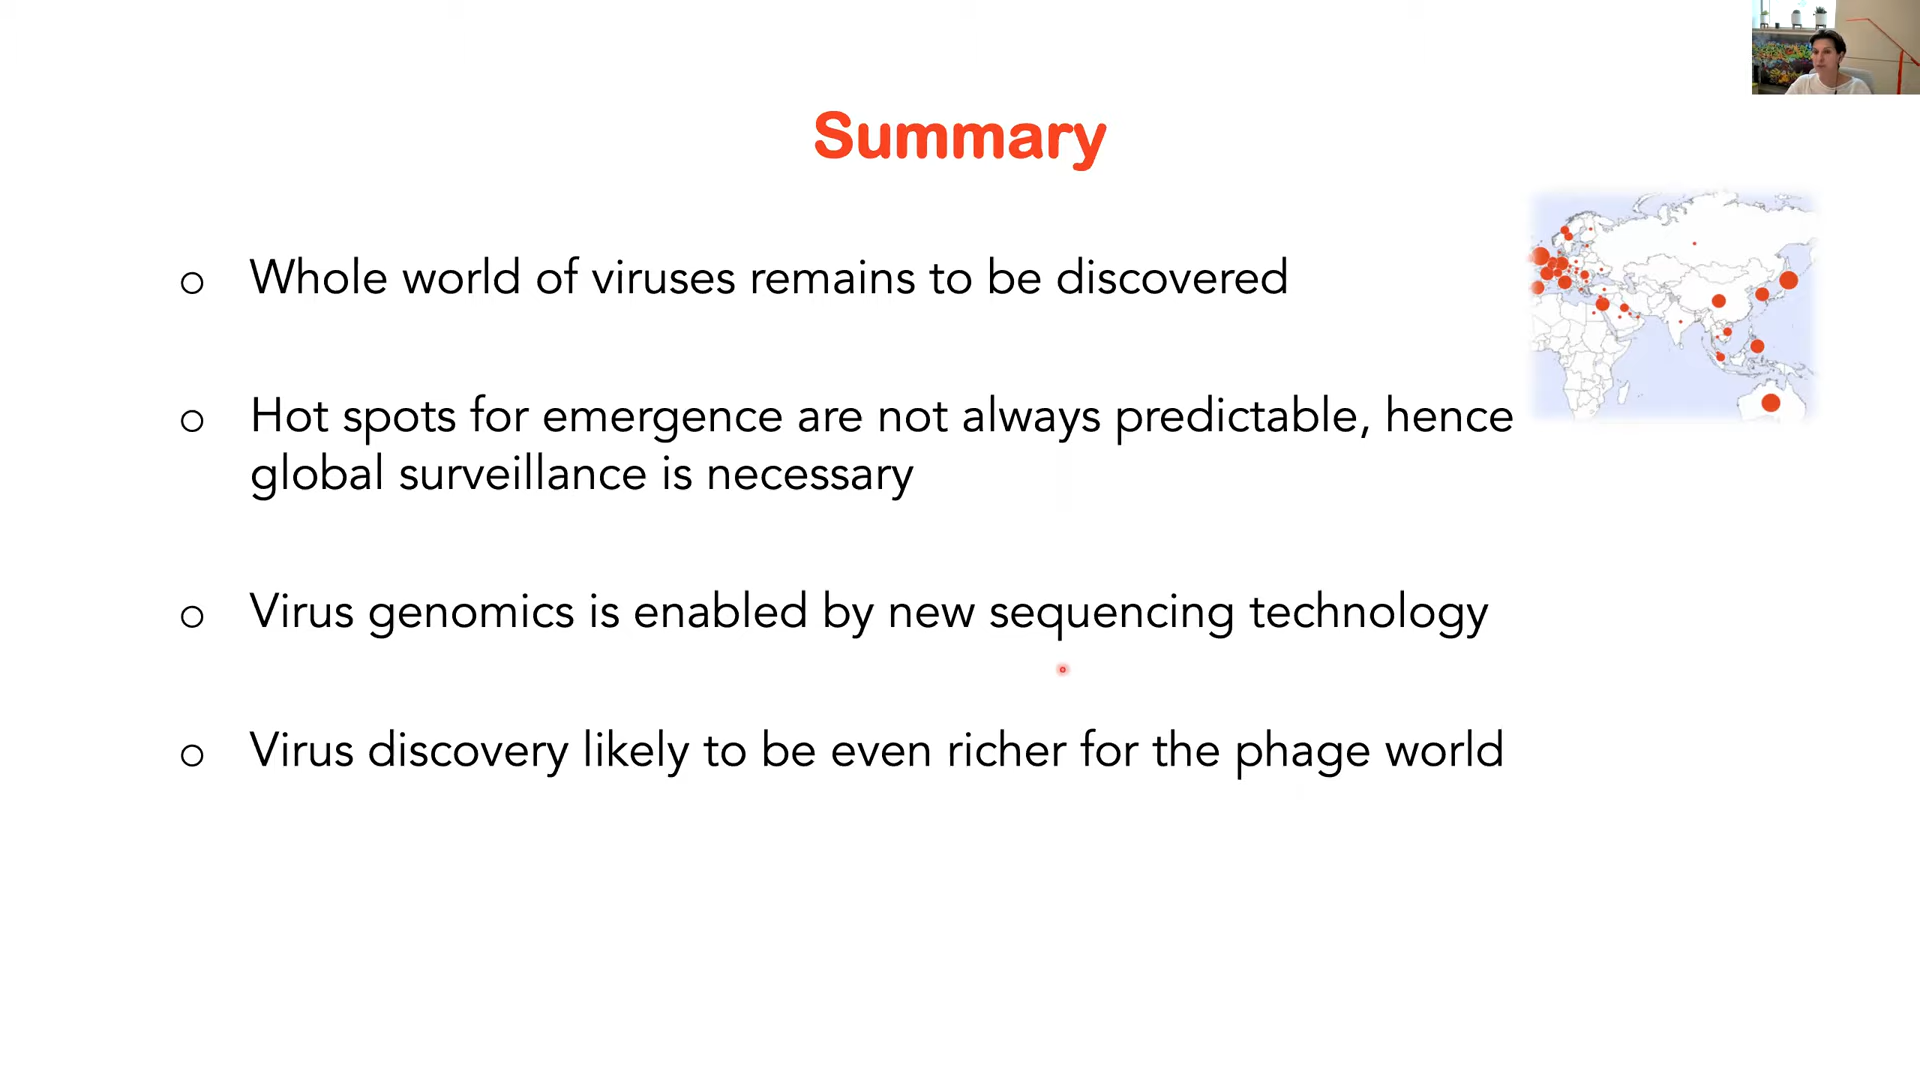 Summary
o Whole world of viruses remains to be discovered
o Hot spots for emergence are not always predictable, hence
global surveillance is necessary
o Virus genomics is enabled by new sequencing technology
o Virus discovery likely to be even richer for the phage world